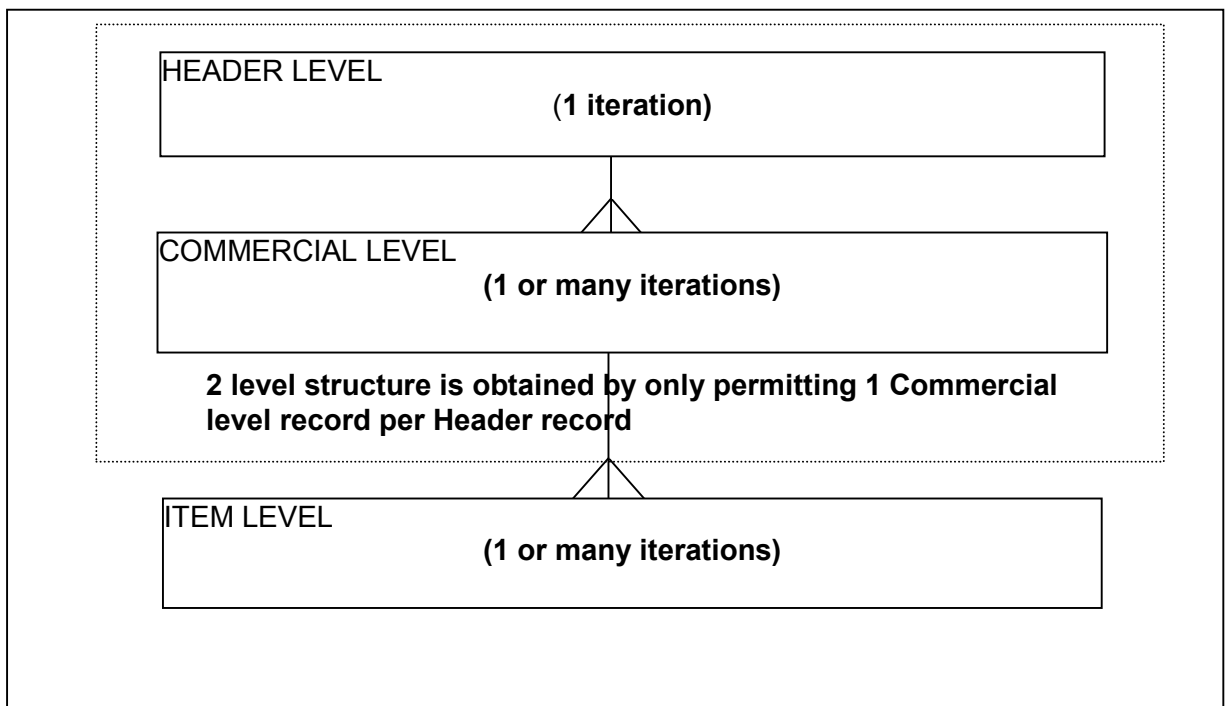 HEADER LEVEL
(1 iteration)
COMMERCIAL LEVEL
(1 or many iterations)
2 level structure is obtained by only permitting 1 Commercial
level record per Header record
ITEM LEVEL
(1 or many iterations)